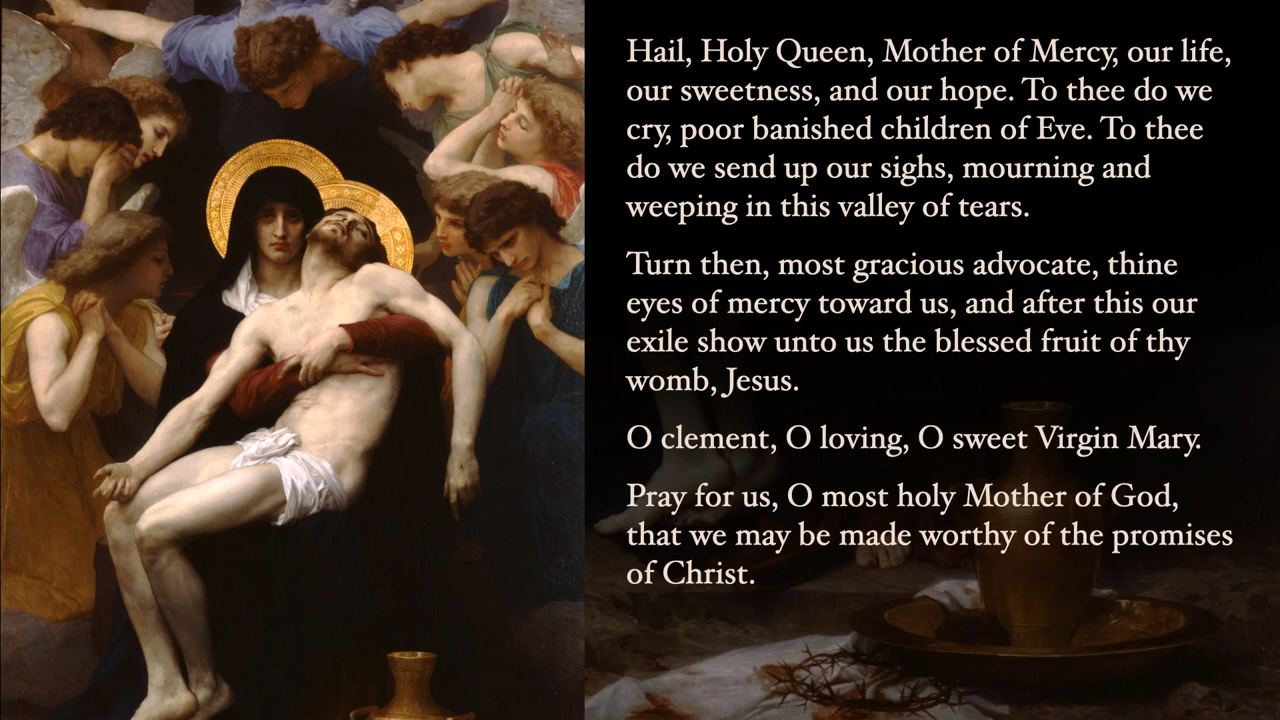 Hail, Holy Queen, Mother of Mercy, our life,
our sweetness, and our hope. To thee do we
cry, poor banished children of Eve. To thee
do we send up our sighs, mourning and
weeping in this valley of tears.
Turn then, most gracious advocate, thine
eyes of mercy toward us, and after this our
exile show unto us the blessed fruit of thy
womb, Jesus.
O clement, O loving, O sweet Virgin Mary.
Pray for us, O most holy Mother of God,
that we may be made worthy of the promises
of Christ.